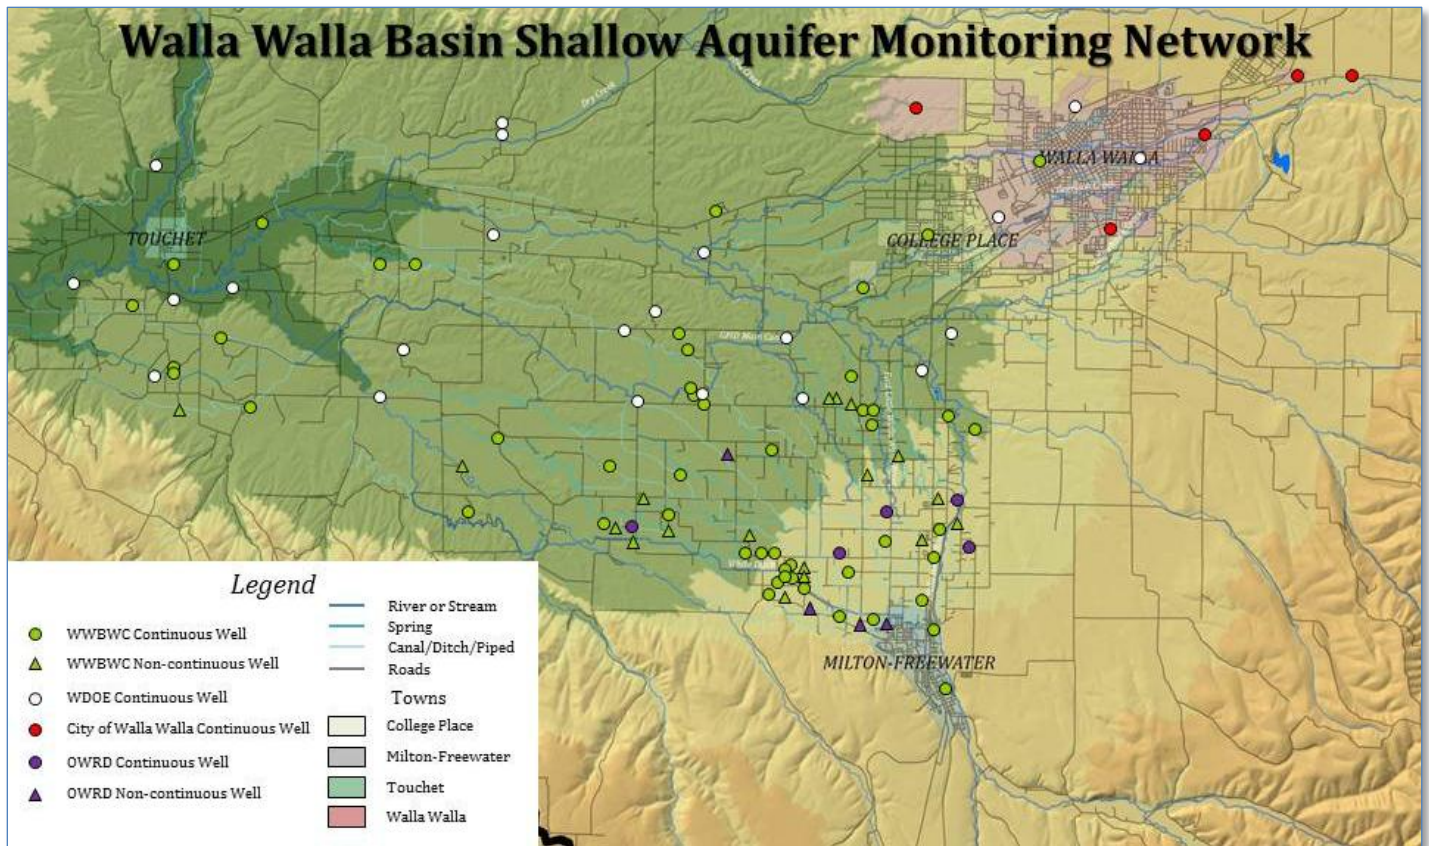 Walla Walla Basin Shallow Aquifer Monitoring Network
Dry Creek
WALLA WALLA
TOUCHET
COLLEGE PLACE
MILTON-FREEWATER
Legend
WWBWC Continuous Well
WWBWC Non-continuous Well
WDOE Continuous Well
City of Walla Walla Continuous Well
OWRD Continuous Well
OWRD Non-continuous Well
River or Stream
Spring
Canal/Ditch/Piped
Roads
Towns
College Place
Milton-Freewater
Touchet
Walla Walla